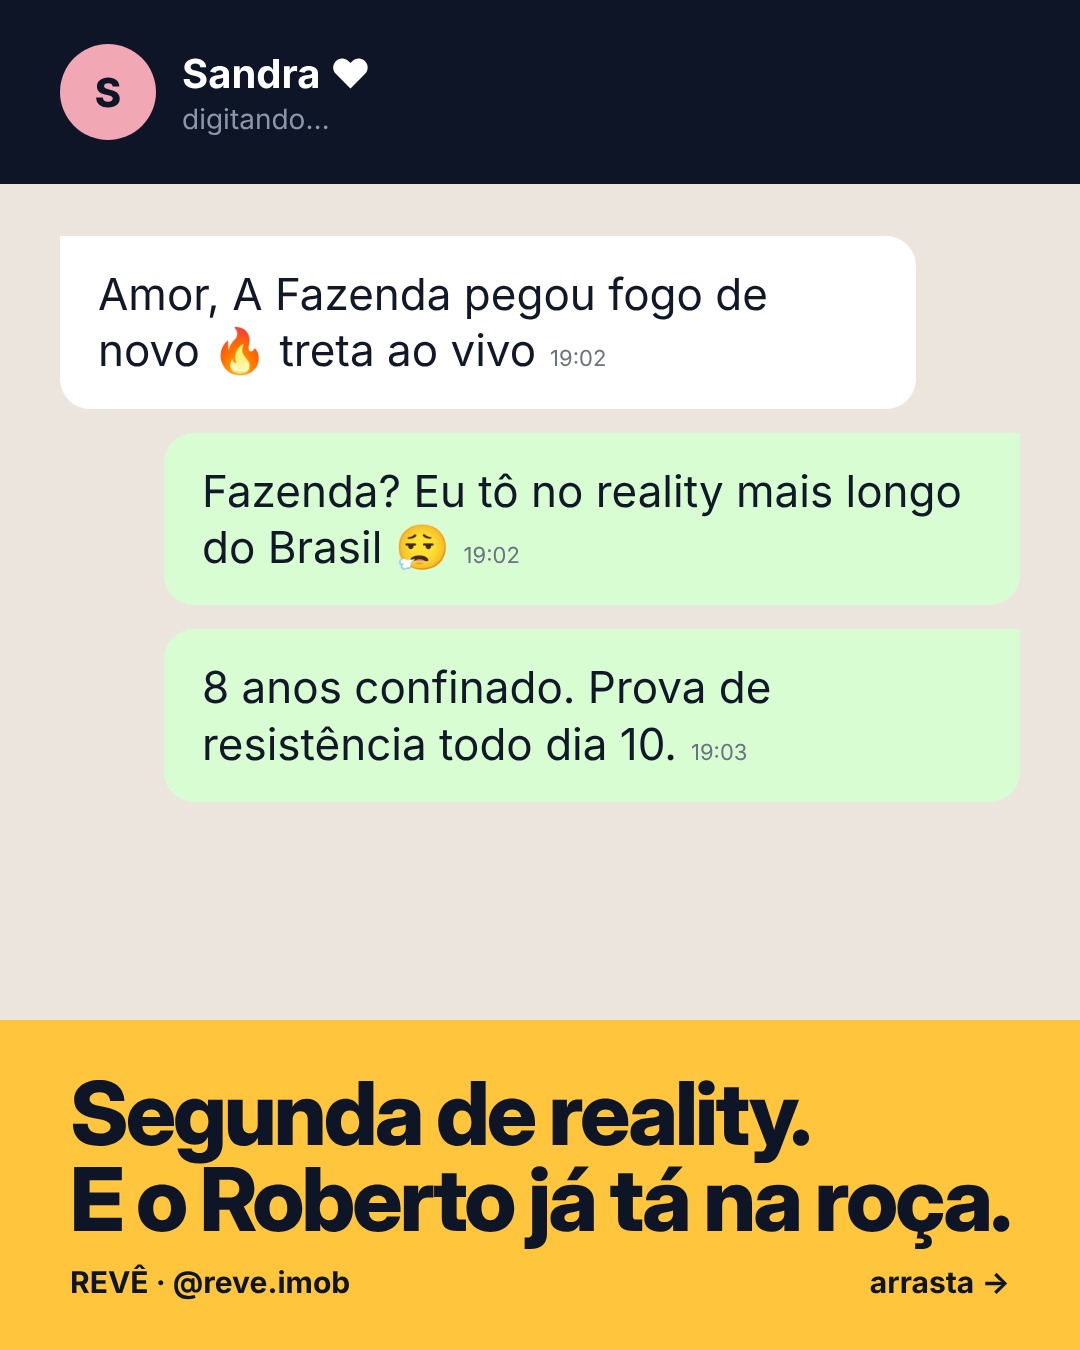 S
Sandra ♥
digitando...
Amor, A Fazenda pegou fogo de
novo 🔥 treta ao vivo 19:02
Fazenda? Eu tô no reality mais longo
do Brasil 😮‍💨 19:02
8 anos confinado. Prova de
resistência todo dia 10. 19:03
Segunda de reality.
E o Roberto já tá na roça.
REVÊ · @reve.imob
arrasta →